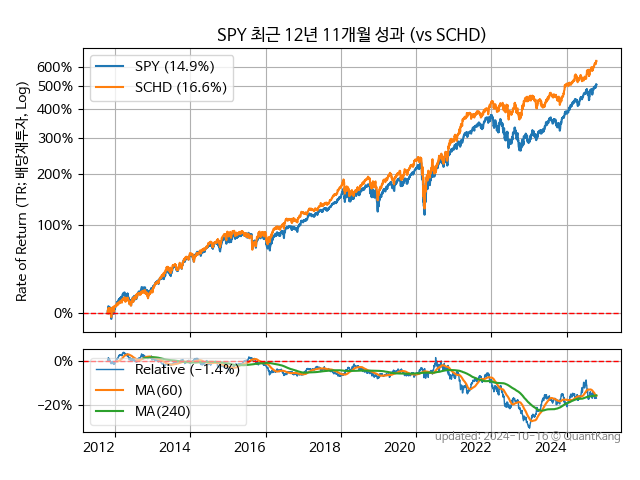 SPY 최근 12년 11개월 성과 (vs SCHD)
SPY (14.9%)
SCHD (16.6%)
Rate of Return (TR: 배당재투자, Log)
600%
500%
400%
300%
200%
100%
0%
0%
−20%
Relative (−1.4%)
MA(60)
MA(240)
2012 2014 2016 2018 2020 2022 2024
updated: 2024-10-16 © QuantKang